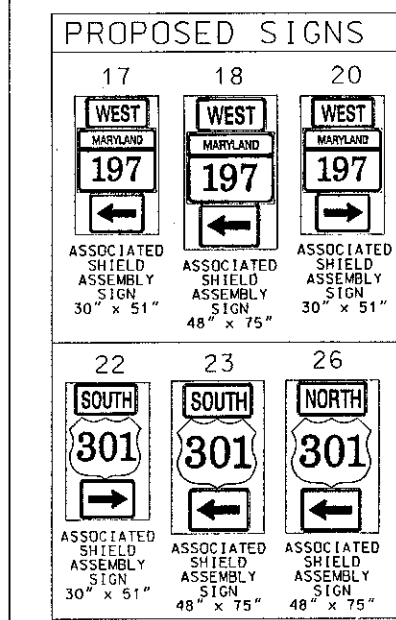 PROPOSED SIGNS
17
WEST
MARYLAND
197
ASSOCIATED
SHIELD
ASSEMBLY
SIGN
30" x 51"
18
WEST
MARYLAND
197
ASSOCIATED
SHIELD
ASSEMBLY
SIGN
48" x 75"
20
WEST
MARYLAND
197
ASSOCIATED
SHIELD
ASSEMBLY
SIGN
30" x 51"
22
SOUTH
301
ASSOCIATED
SHIELD
ASSEMBLY
SIGN
30" x 51"
23
SOUTH
301
ASSOCIATED
SHIELD
ASSEMBLY
SIGN
48" x 75"
26
NORTH
301
ASSOCIATED
SHIELD
ASSEMBLY
SIGN
48" x 75"